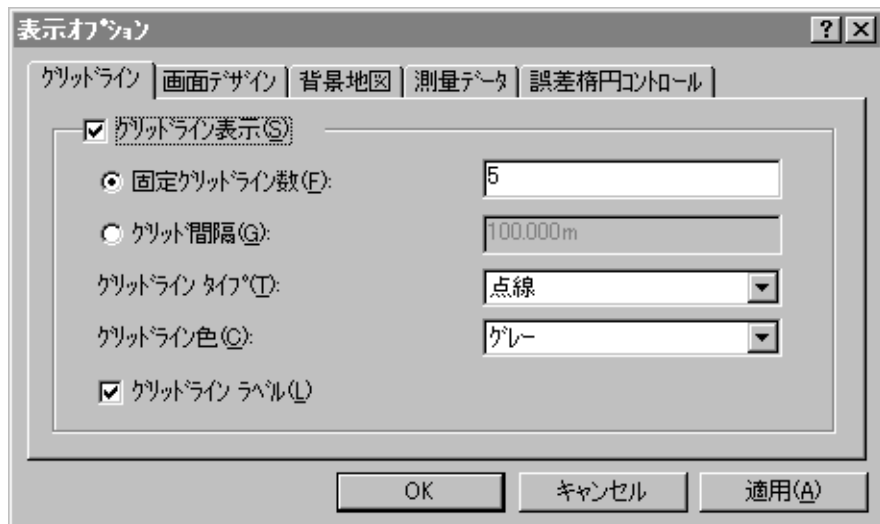 表示ｵﾌﾟｼｮﾝ
ｸﾞﾘｯﾄﾞﾗｲﾝ 画面ﾃﾞｻﾞｲﾝ 背景地図 測量ﾃﾞｰﾀ 誤差楕円ｺﾝﾄﾛｰﾙ
ｸﾞﾘｯﾄﾞﾗｲﾝ表示(S)
固定ｸﾞﾘｯﾄﾞﾗｲﾝ数(F): 5
ｸﾞﾘｯﾄﾞ間隔(G): 100.000m
ｸﾞﾘｯﾄﾞﾗｲﾝ ﾀｲﾌﾟ(T): 点線
ｸﾞﾘｯﾄﾞﾗｲﾝ色(C): ｸﾞﾚｰ
ｸﾞﾘｯﾄﾞﾗｲﾝ ﾗﾍﾞﾙ(L)
OK キャンセル 適用(A)